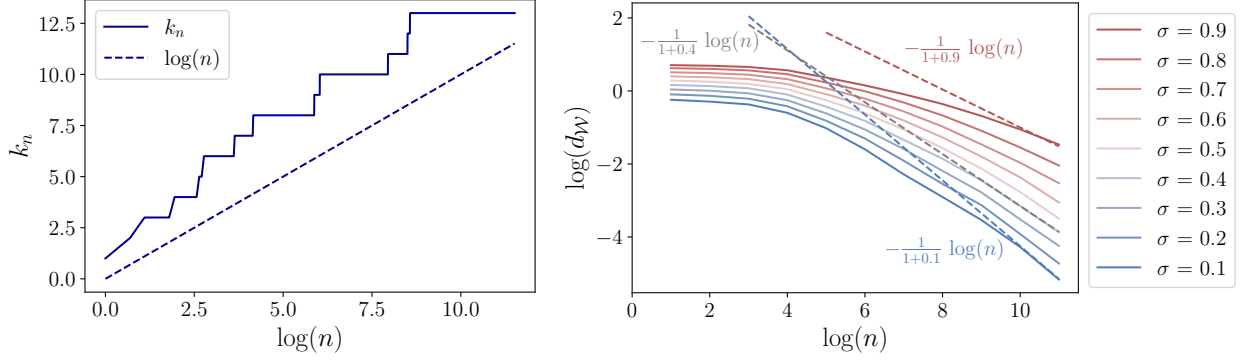 12.5
10.0
7.5
5.0
2.5
0.0
k_n
k_n
log(n)
0.0
2.5
5.0
7.5
10.0
log(n)
2
0
−2
−4
log(d_𝒲)
−1/(1+0.4) log(n)
−1/(1+0.9) log(n)
−1/(1+0.1) log(n)
0
2
4
6
8
10
log(n)
σ = 0.9
σ = 0.8
σ = 0.7
σ = 0.6
σ = 0.5
σ = 0.4
σ = 0.3
σ = 0.2
σ = 0.1